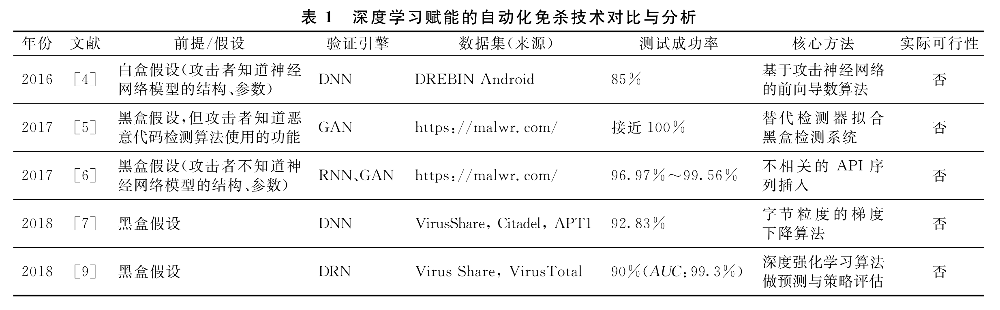 表 1 深度学习赋能的自动化免杀技术对比与分析
年份 文献 前提/假设 验证引擎 数据集(来源) 测试成功率 核心方法 实际可行性
2016 [4] 白盒假设(攻击者知道神经网络模型的结构、参数) DNN DREBIN Android 85% 基于攻击神经网络的前向导数算法 否
2017 [5] 黑盒假设,但攻击者知道恶意代码检测算法使用的功能 GAN https://malwr.com/ 接近 100% 替代检测器拟合黑盒检测系统 否
2017 [6] 黑盒假设(攻击者不知道神经网络模型的结构、参数) RNN、GAN https://malwr.com/ 96.97%~99.56% 不相关的 API 序列插入 否
2018 [7] 黑盒假设 DNN VirusShare, Citadel, APT1 92.83% 字节粒度的梯度下降算法 否
2018 [9] 黑盒假设 DRN Virus Share, VirusTotal 90%(AUC:99.3%) 深度强化学习算法做预测与策略评估 否